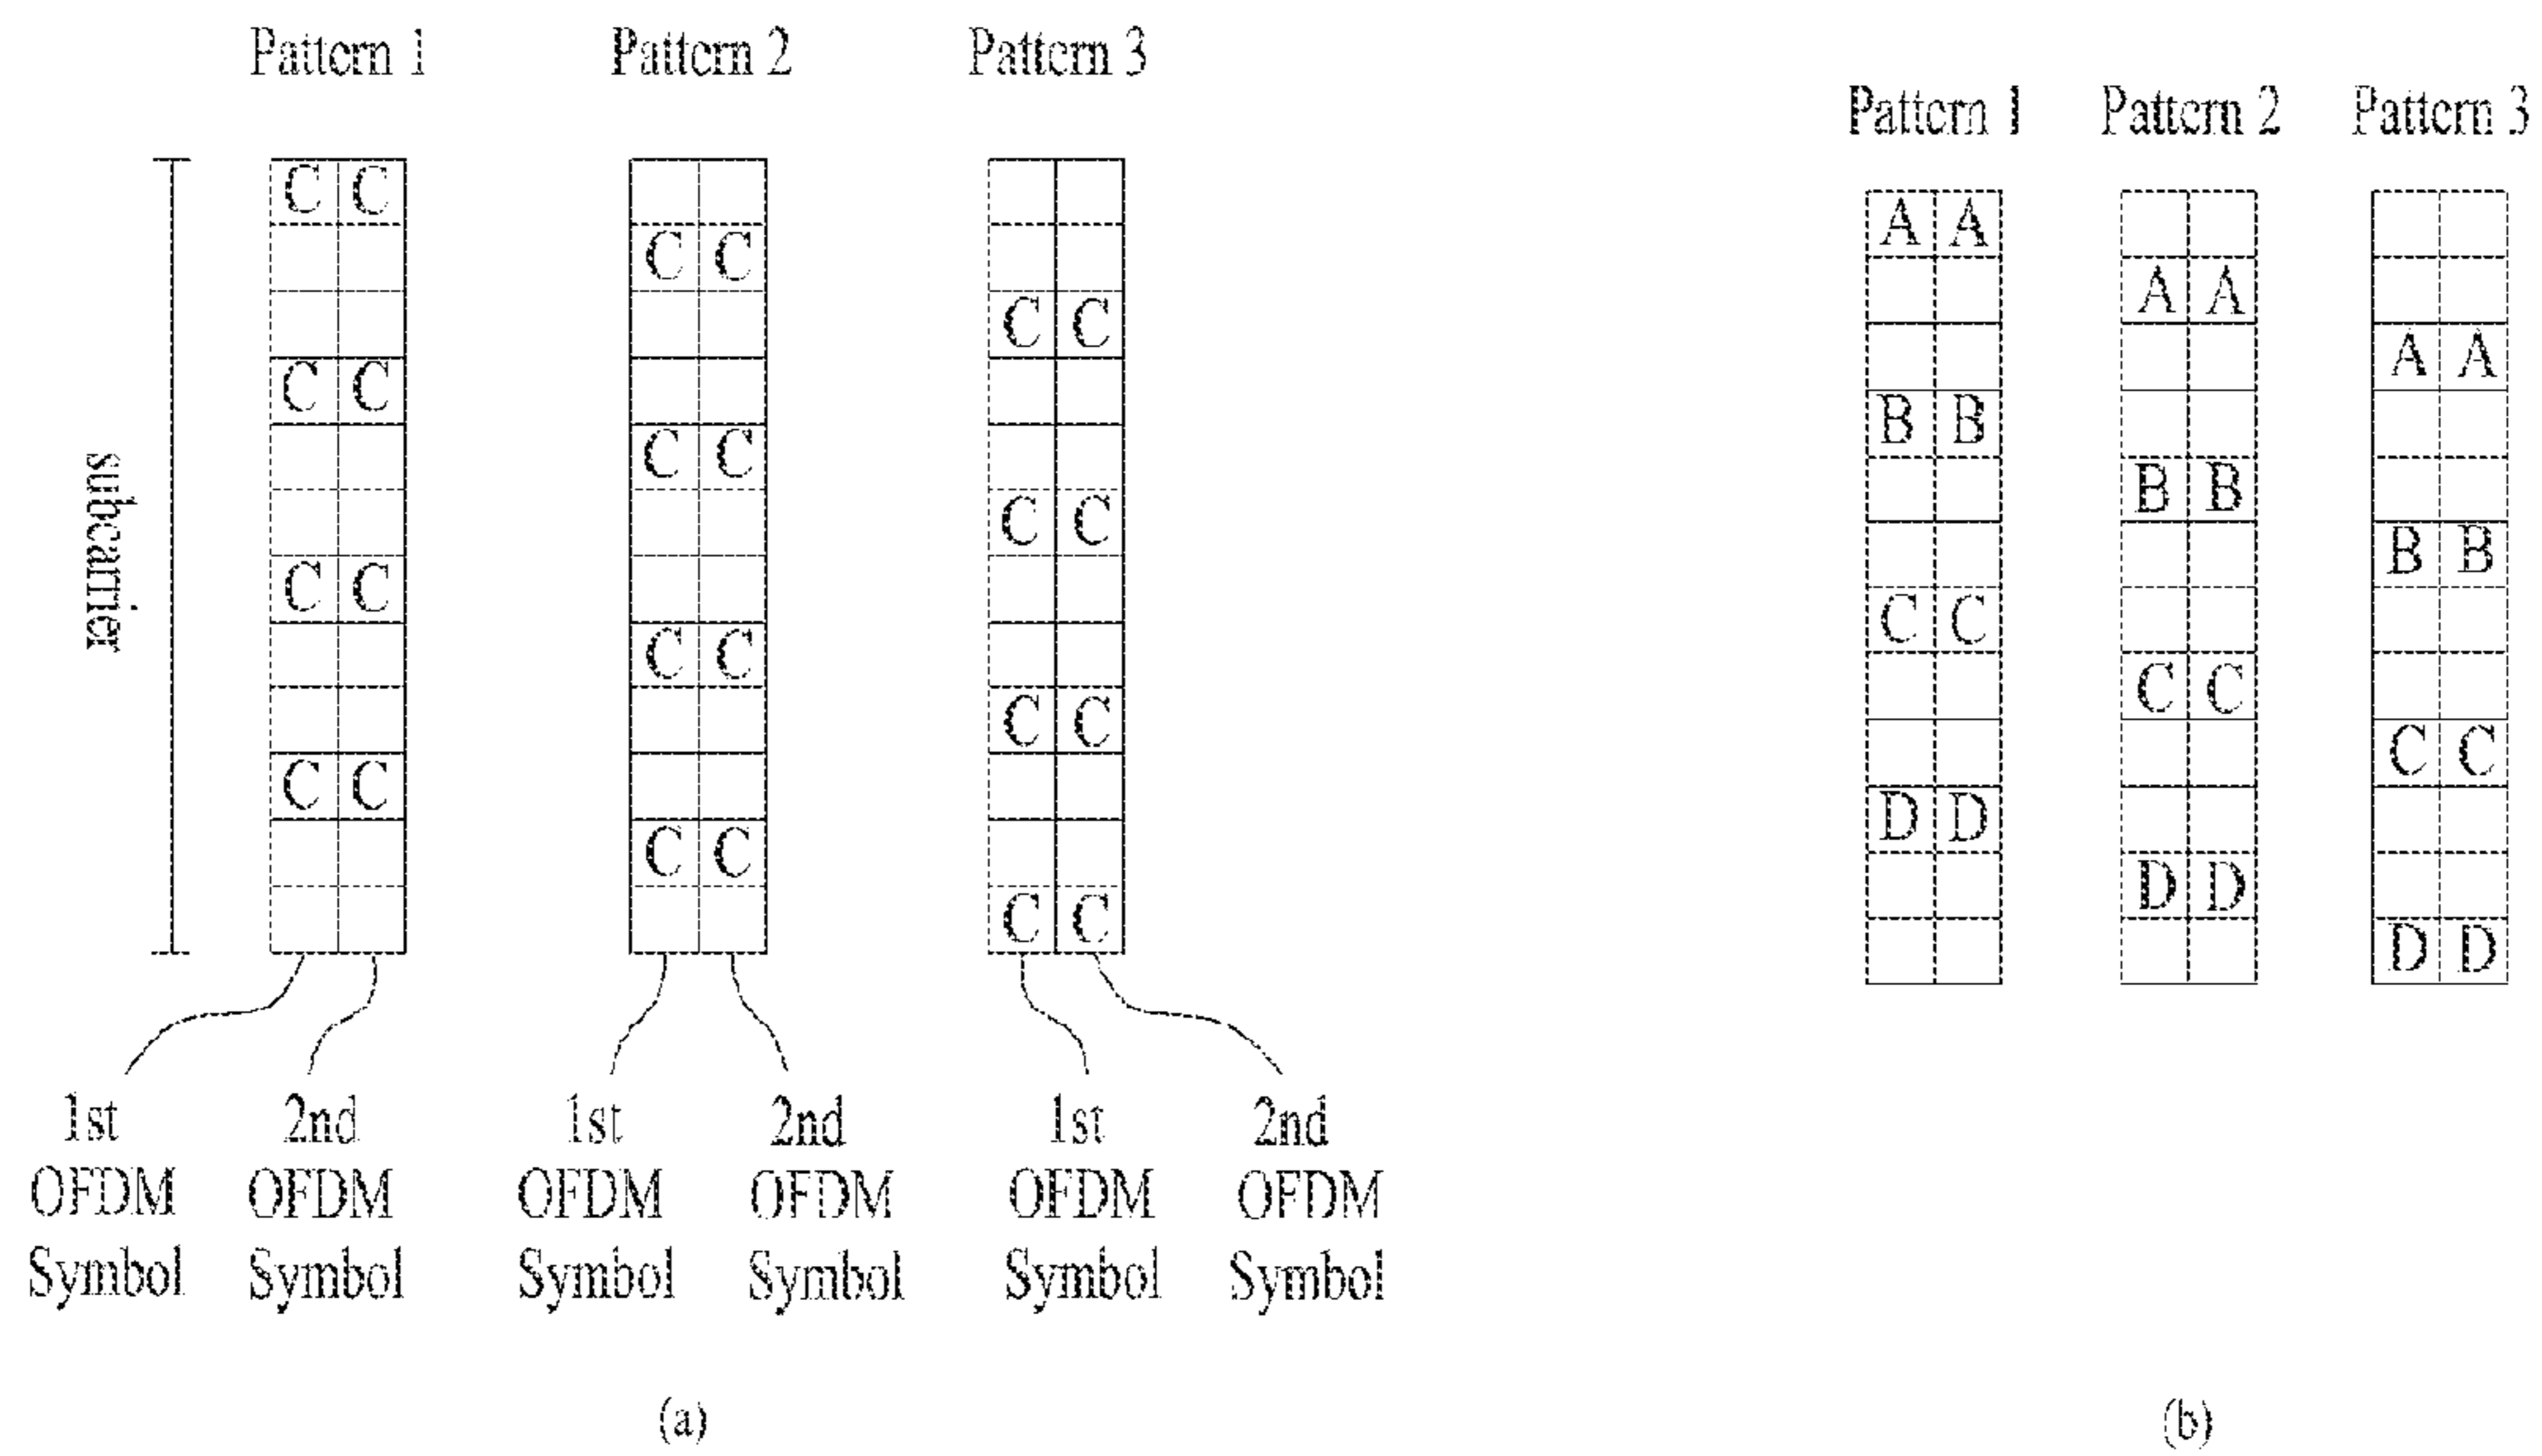 Pattern 1 Pattern 2 Pattern 3
C C
C C
C C
C C
C C
C C
C C
C C
C C
C C
C C
C C
subcarrier
1st 2nd 1st 2nd 1st 2nd
OFDM OFDM OFDM OFDM OFDM OFDM
Symbol Symbol Symbol Symbol Symbol Symbol
(a)
Pattern 1 Pattern 2 Pattern 3
A A
A A
A A
B B
B B
B B
C C
C C
C C
D D
D D
D D
(b)